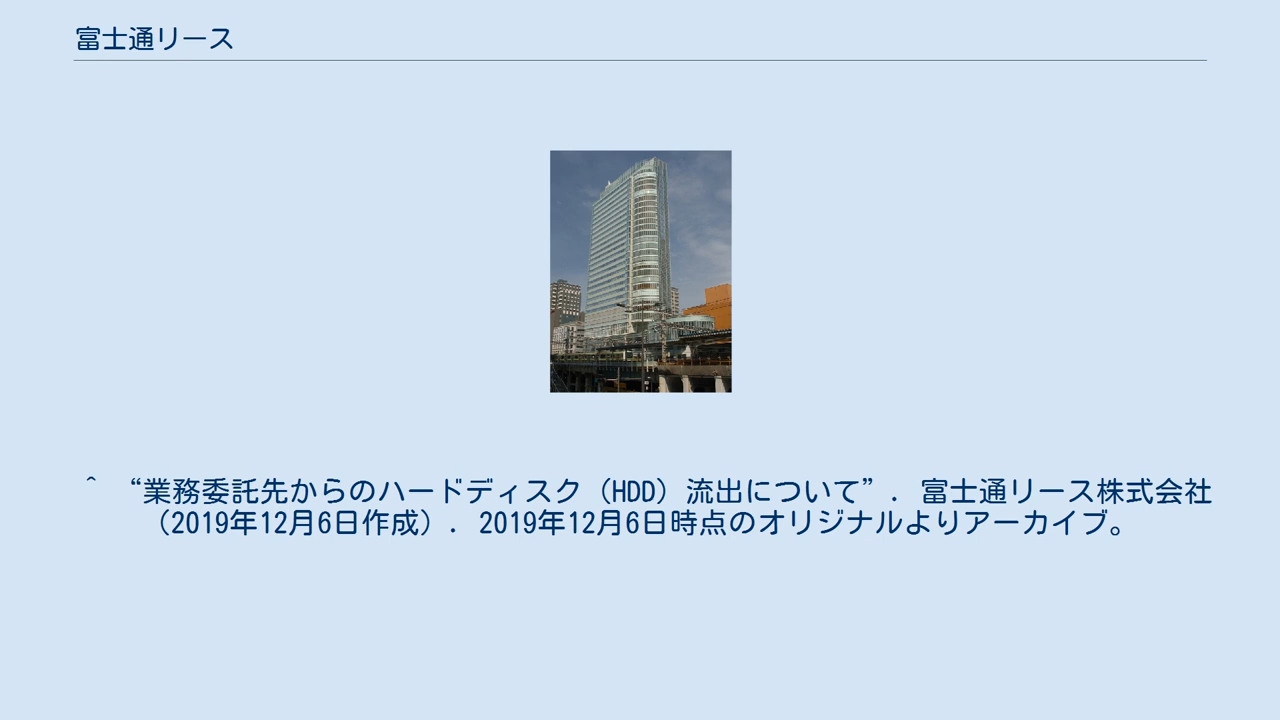 富士通リース
^ “業務委託先からのハードディスク（HDD）流出について”. 富士通リース株式会社
（2019年12月6日作成）. 2019年12月6日時点のオリジナルよりアーカイブ。